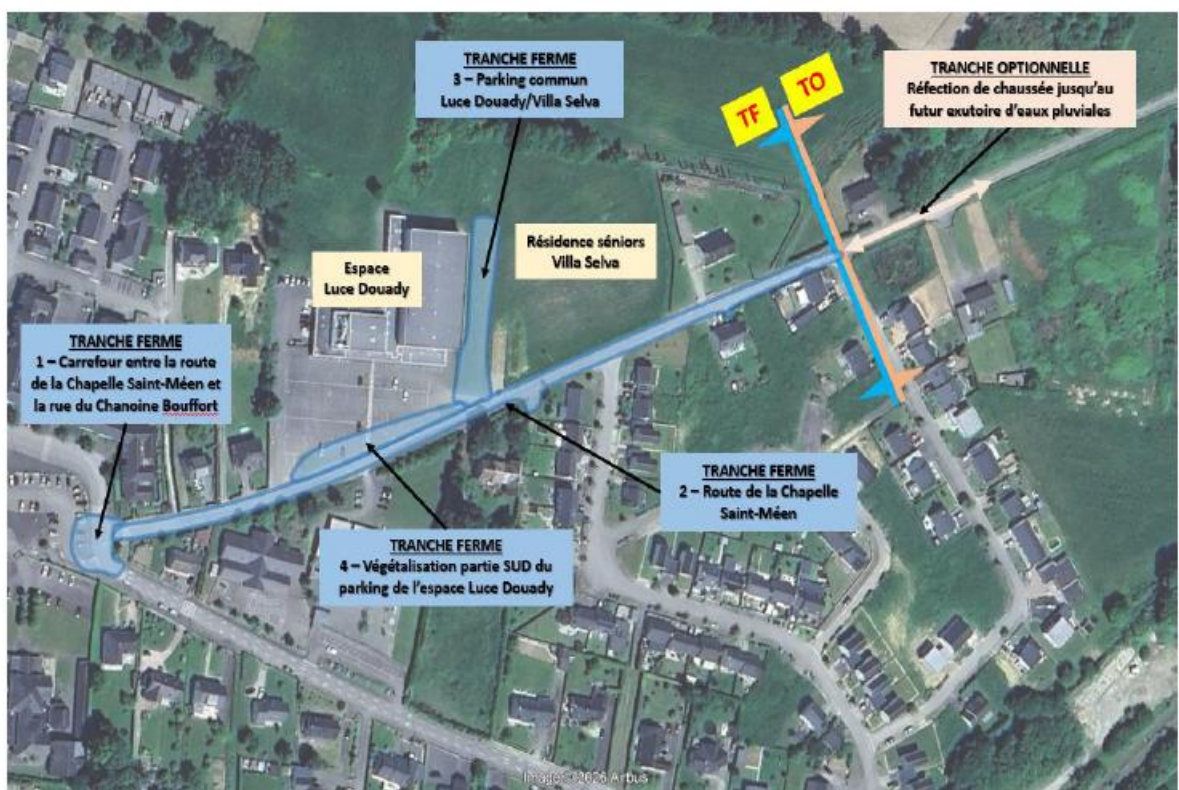 TRANCHE FERME
3 – Parking commun
Luce Douady/Villa Selva
TF
TO
TRANCHE OPTIONNELLE
Réfection de chaussée jusqu'au
futur exutoire d'eaux pluviales
Résidence séniors
Villa Selva
Espace
Luce Douady
TRANCHE FERME
1 – Carrefour entre la route
de la Chapelle Saint-Méen et
la rue du Chanoine Bouffort
TRANCHE FERME
2 – Route de la Chapelle
Saint-Méen
TRANCHE FERME
4 – Végétalisation partie SUD du
parking de l'espace Luce Douady
Image © 2026 Airbus